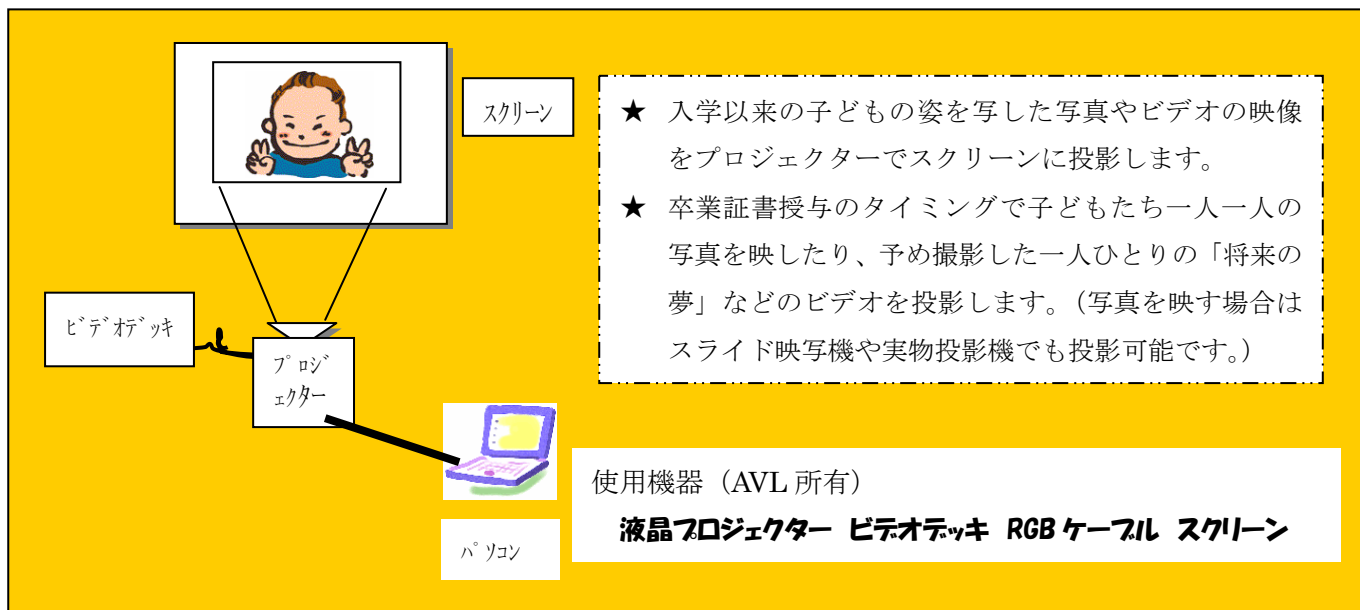 スクリーン
★ 入学以来の子どもの姿を写した写真やビデオの映像
をプロジェクターでスクリーンに投影します。
★ 卒業証書授与のタイミングで子どもたち一人一人の
写真を映したり、予め撮影した一人ひとりの「将来の
夢」などのビデオを投影します。（写真を映す場合は
スライド映写機や実物投影機でも投影可能です。）
ビデオデッキ
プロジ
ェクター
パソコン
使用機器（AVL 所有）
液晶プロジェクター ビデオデッキ RGB ケーブル スクリーン